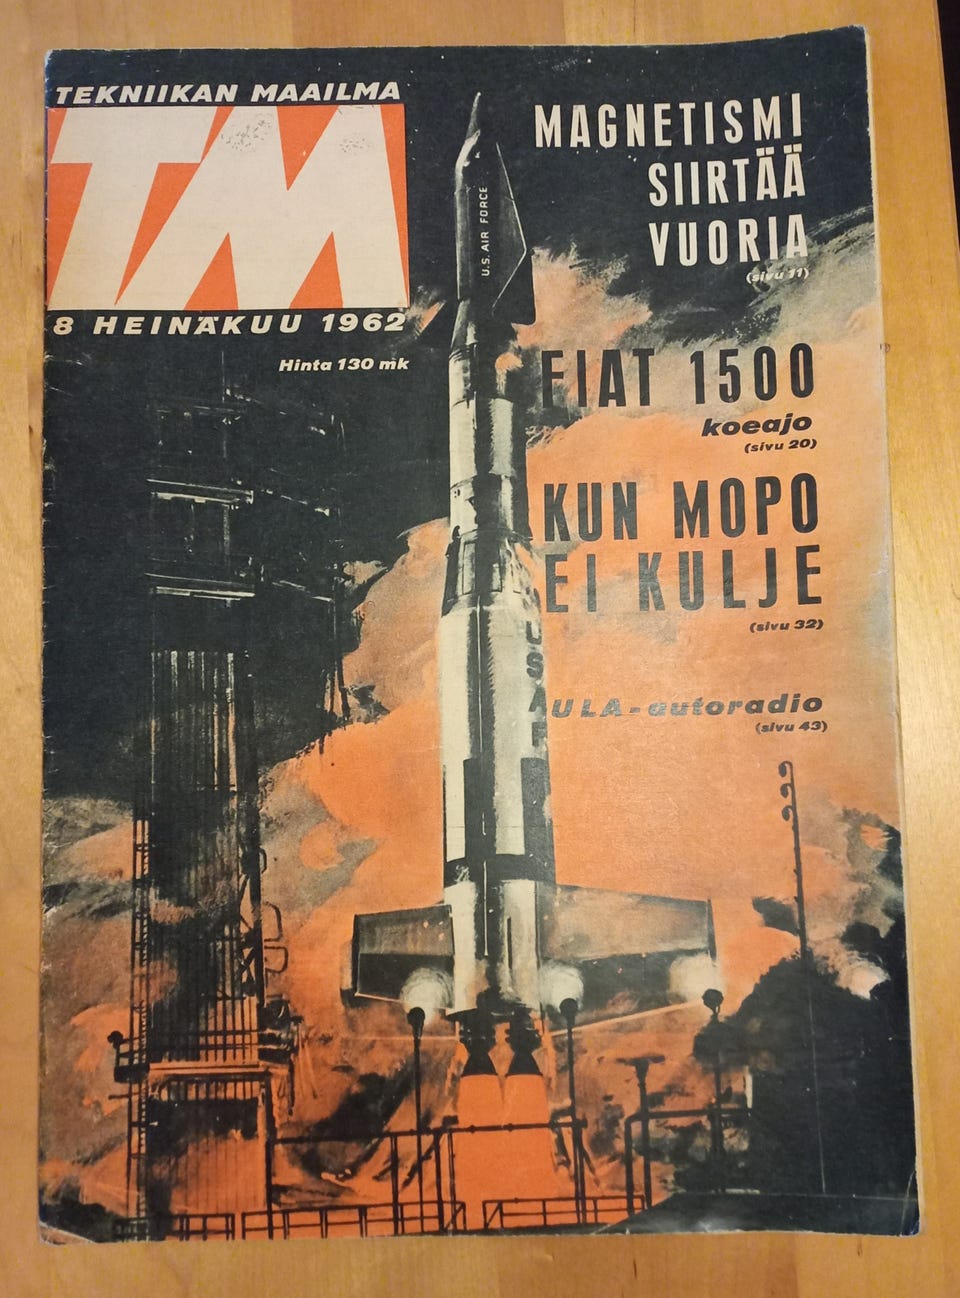 TEKNIIKAN MAAILMA
TM
8 HEINÄKUU 1962
Hinta 130 mk
MAGNETISMI
SIIRTÄÄ
VUORIA
(sivu 11)
FIAT 1500
koeajo
(sivu 20)
KUN MOPO
EI KULJE
(sivu 32)
AULA-autoradio
(sivu 43)
U.S. AIR FORCE
USAF